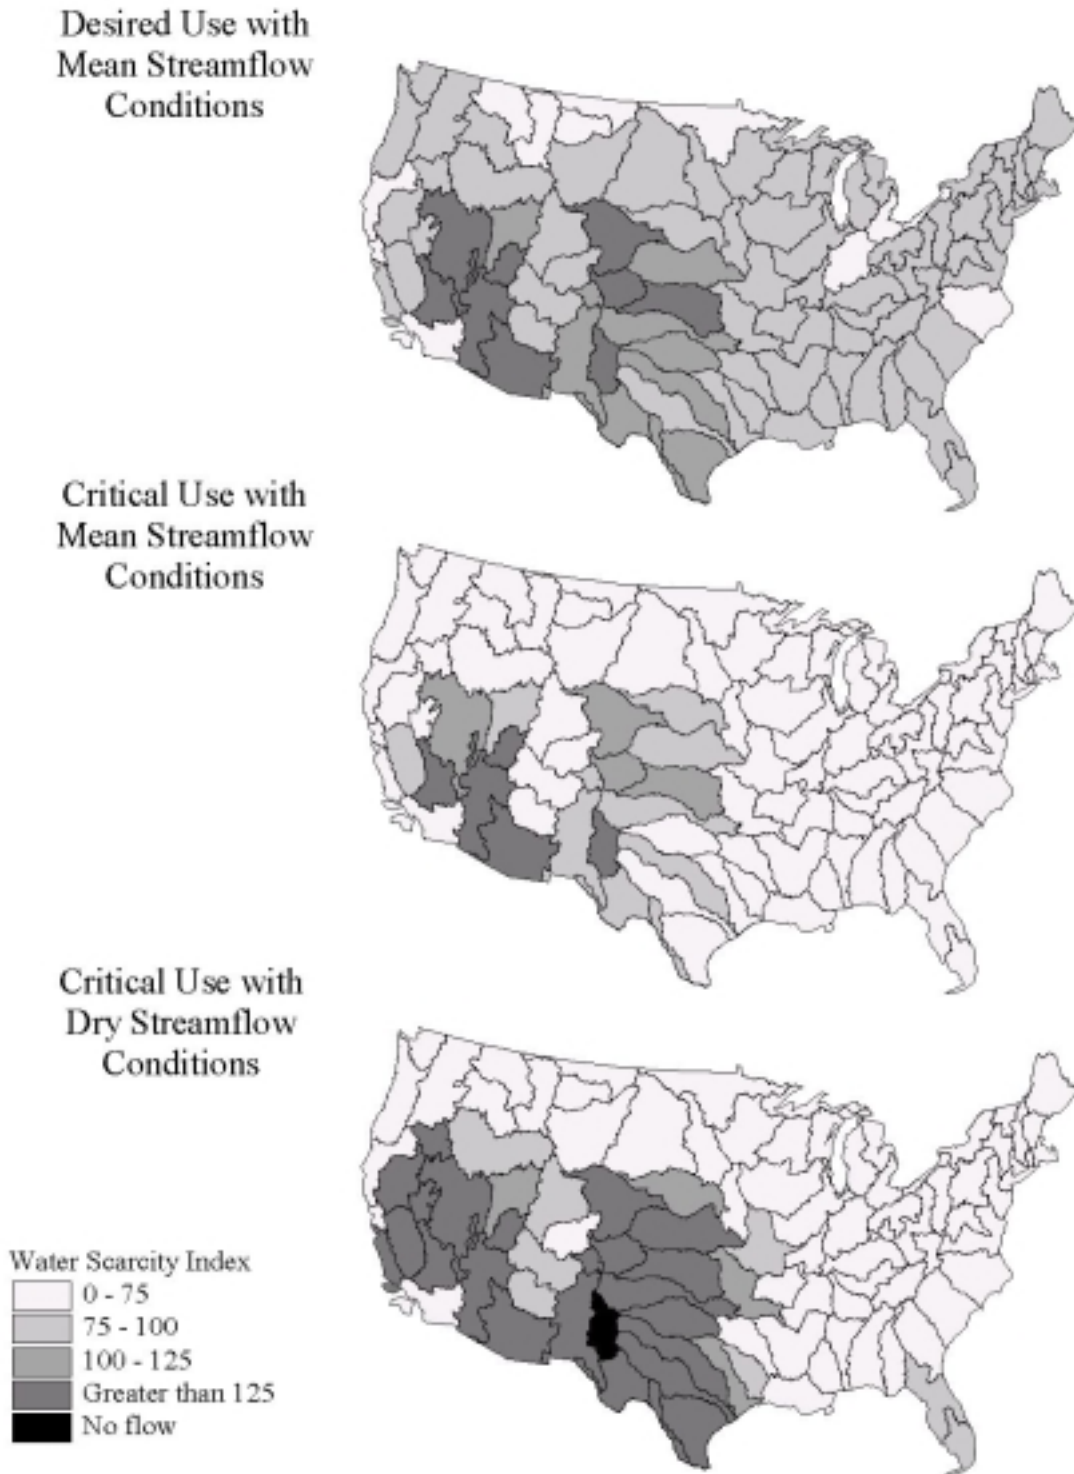 Desired Use with
Mean Streamflow
Conditions
Critical Use with
Mean Streamflow
Conditions
Critical Use with
Dry Streamflow
Conditions
Water Scarcity Index
0 - 75
75 - 100
100 - 125
Greater than 125
No flow